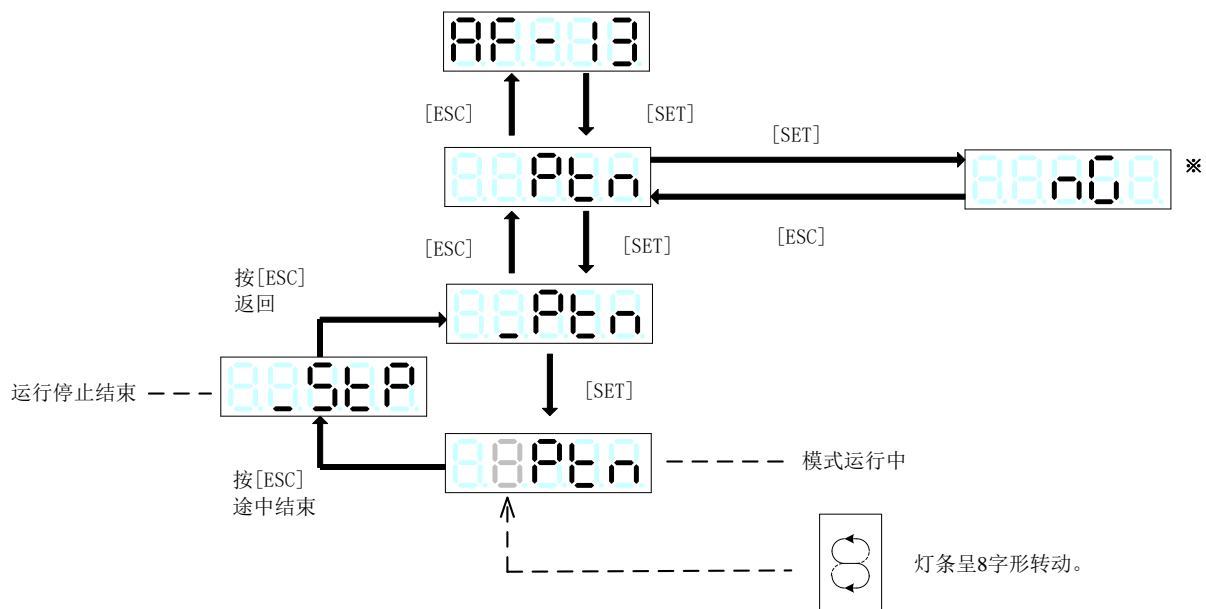 AF-13
[ESC]
[SET]
[SET]
Ptn
nG
※
[ESC]
[ESC]
[SET]
按[ESC]
返回
_Ptn
运行停止结束
_StP
[SET]
Ptn
模式运行中
按[ESC]
途中结束
灯条呈8字形转动。